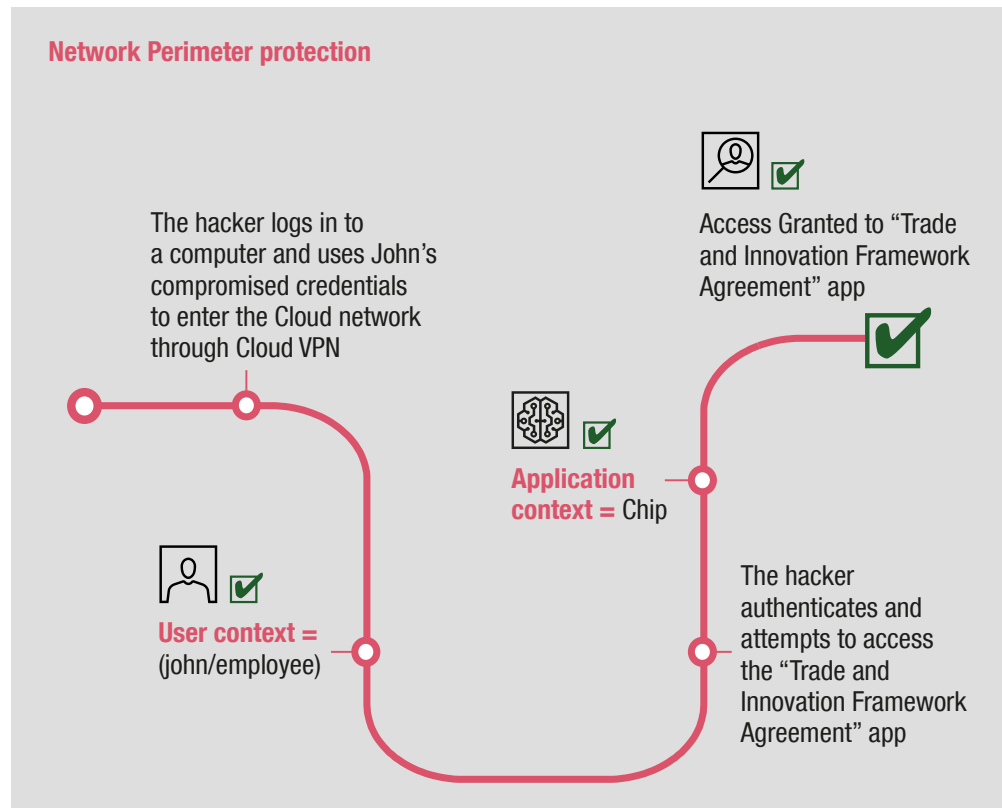 Network Perimeter protection
The hacker logs in to
a computer and uses John’s
compromised credentials
to enter the Cloud network
through Cloud VPN
User context =
(john/employee)
The hacker
authenticates and
attempts to access
the “Trade and
Innovation Framework
Agreement” app
Application
context = Chip
Access Granted to “Trade
and Innovation Framework
Agreement” app